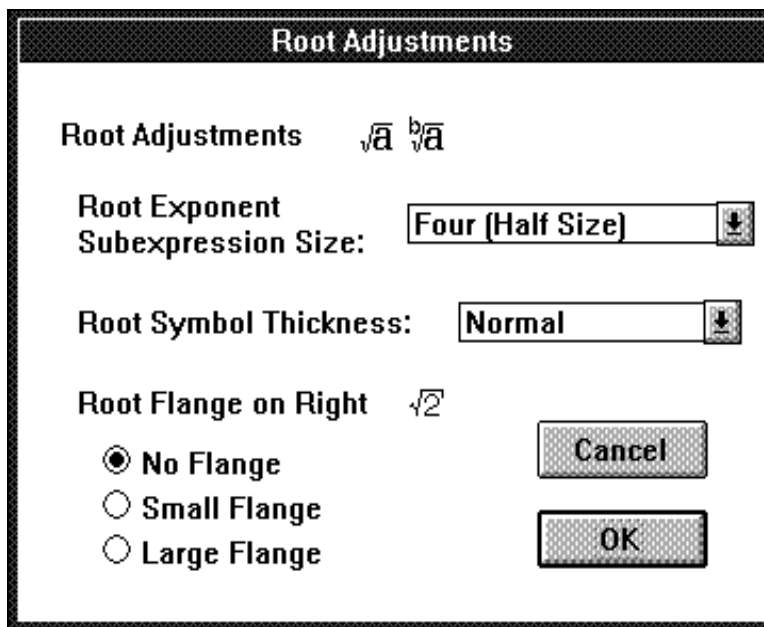 Root Adjustments
Root Adjustments √a ᵇ√a
Root Exponent
Subexpression Size: Four (Half Size)
Root Symbol Thickness: Normal
Root Flange on Right √2
No Flange
Cancel
Small Flange
Large Flange
OK